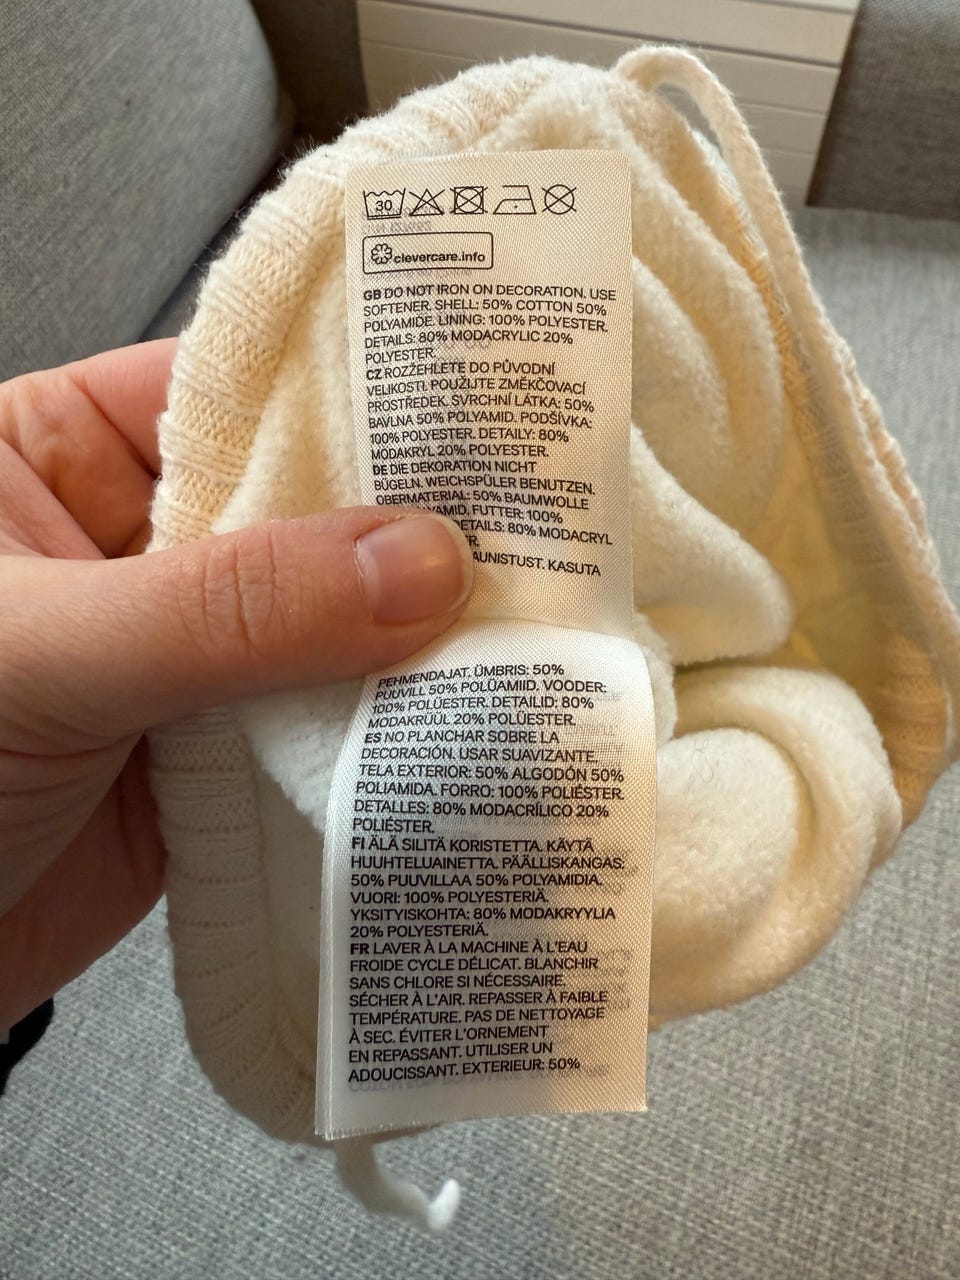 30
clevercare.info
GB DO NOT IRON ON DECORATION. USE
SOFTENER. SHELL: 50% COTTON 50%
POLYAMIDE. LINING: 100% POLYESTER.
DETAILS: 80% MODACRYLIC 20%
POLYESTER.
CZ ROZŽEHLETE DO PŮVODNÍ
VELIKOSTI. POUŽIJTE ZMĚKČOVACÍ
PROSTŘEDEK. SVRCHNÍ LÁTKA: 50%
BAVLNA 50% POLYAMID. PODŠÍVKA:
100% POLYESTER. DETAILY: 80%
MODAKRYL 20% POLYESTER.
DE DIE DEKORATION NICHT
BÜGELN. WEICHSPÜLER BENUTZEN.
OBERMATERIAL: 50% BAUMWOLLE
FUTTER: 100%
DETAILS: 80% MODACRYL
KASUTA
PEHMENDAJAT. ÜMBRIS: 50%
PUUVILL 50% POLÜAMIID. VOODER:
100% POLÜESTER. DETAILID: 80%
MODAKRÜÜL 20% POLÜESTER.
ES NO PLANCHAR SOBRE LA
DECORACIÓN. USAR SUAVIZANTE.
TELA EXTERIOR: 50% ALGODÓN 50%
POLIAMIDA. FORRO: 100% POLIÉSTER.
DETALLES: 80% MODACRÍLICO 20%
POLIÉSTER.
FI ÄLÄ SILITÄ KORISTETTA. KÄYTÄ
HUUHTELUAINETTA. PÄÄLLISKANGAS:
50% PUUVILLAA 50% POLYAMIDIA.
VUORI: 100% POLYESTERIÄ.
YKSITYISKOHTA: 80% MODAKRYYLIA
20% POLYESTERIÄ.
FR LAVER À LA MACHINE À L'EAU
FROIDE CYCLE DÉLICAT. BLANCHIR
SANS CHLORE SI NÉCESSAIRE.
SÉCHER À L'AIR. REPASSER À FAIBLE
TEMPÉRATURE. PAS DE NETTOYAGE
À SEC. ÉVITER L'ORNEMENT
EN REPASSANT. UTILISER UN
ADOUCISSANT. EXTERIEUR: 50%